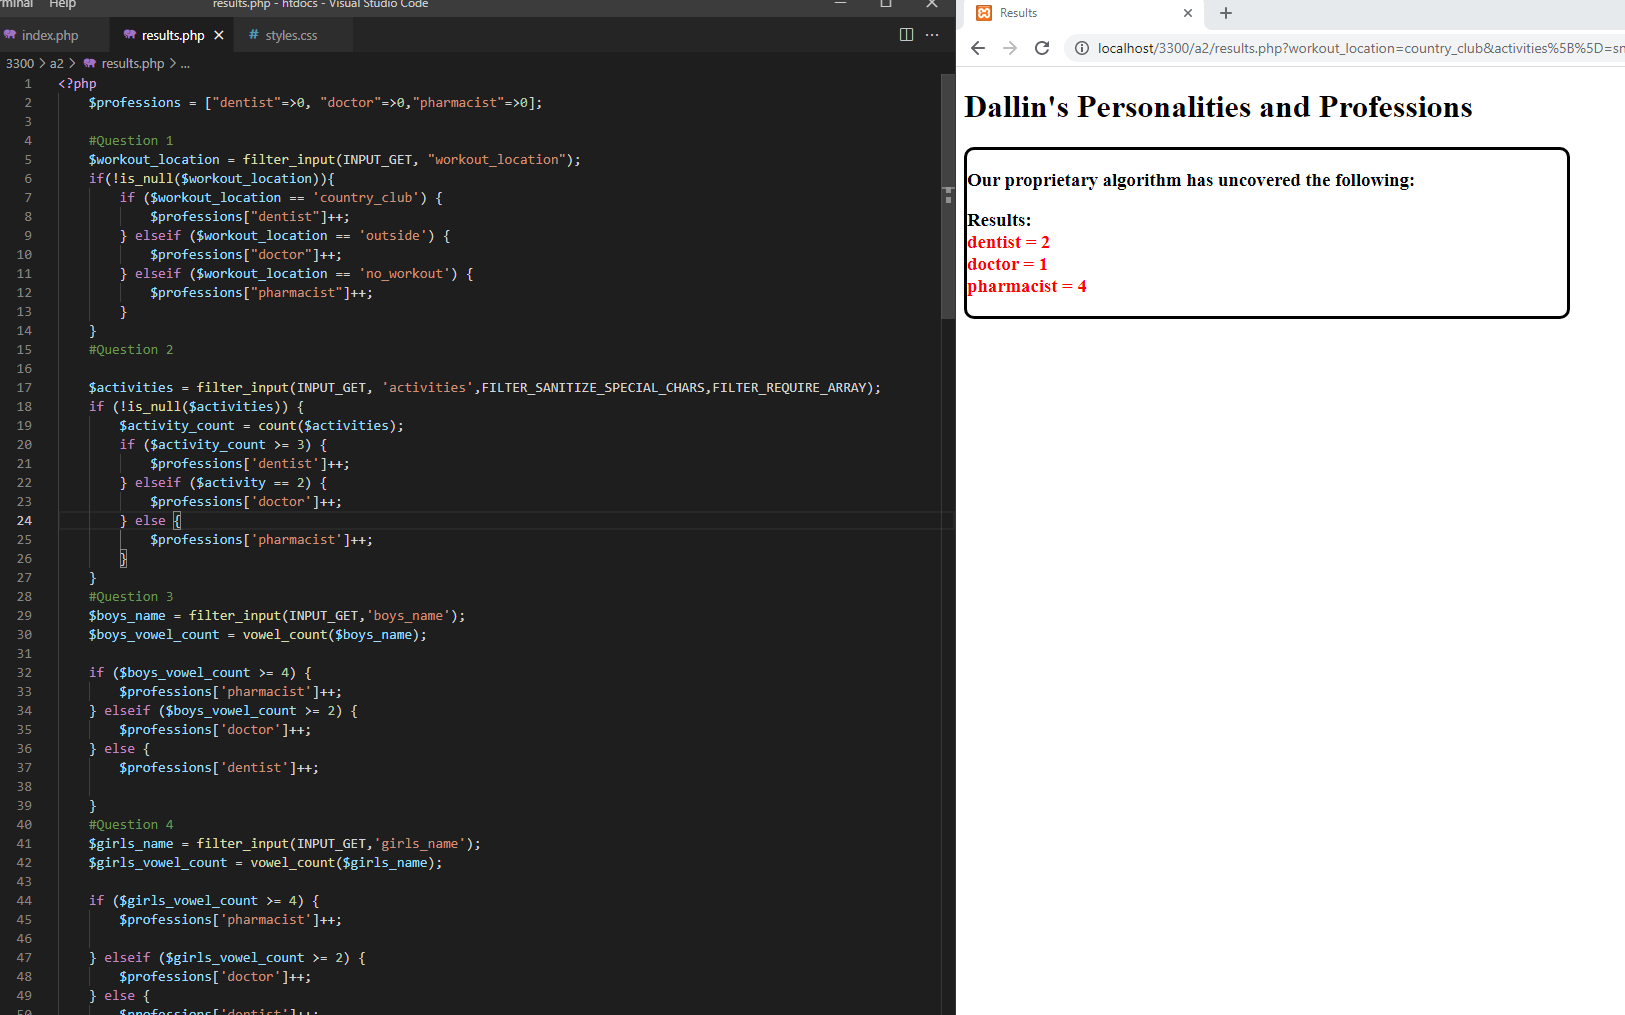 Help
results.php - htdocs - Visual Studio Code
index.php
results.php
# styles.css
3300 > a2 > results.php > ...
1 <?php
2 $professions = ["dentist"=>0, "doctor"=>0,"pharmacist"=>0];
3
4 #Question 1
5 $workout_location = filter_input(INPUT_GET, "workout_location");
6 if(!is_null($workout_location)){
7 if ($workout_location == 'country_club') {
8 $professions["dentist"]++;
9 } elseif ($workout_location == 'outside') {
10 $professions["doctor"]++;
11 } elseif ($workout_location == 'no_workout') {
12 $professions["pharmacist"]++;
13 }
14 }
15 #Question 2
16
17 $activities = filter_input(INPUT_GET, 'activities',FILTER_SANITIZE_SPECIAL_CHARS,FILTER_REQUIRE_ARRAY);
18 if (!is_null($activities)) {
19 $activity_count = count($activities);
20 if ($activity_count >= 3) {
21 $professions['dentist']++;
22 } elseif ($activity == 2) {
23 $professions['doctor']++;
24 } else {
25 $professions['pharmacist']++;
26 }
27 }
28 #Question 3
29 $boys_name = filter_input(INPUT_GET,'boys_name');
30 $boys_vowel_count = vowel_count($boys_name);
31
32 if ($boys_vowel_count >= 4) {
33 $professions['pharmacist']++;
34 } elseif ($boys_vowel_count >= 2) {
35 $professions['doctor']++;
36 } else {
37 $professions['dentist']++;
38
39 }
40 #Question 4
41 $girls_name = filter_input(INPUT_GET,'girls_name');
42 $girls_vowel_count = vowel_count($girls_name);
43
44 if ($girls_vowel_count >= 4) {
45 $professions['pharmacist']++;
46
47 } elseif ($girls_vowel_count >= 2) {
48 $professions['doctor']++;
49 } else {
50 $professions['dentist']++;
Results
localhost/3300/a2/results.php?workout_location=country_club&activities%5B%5D=sn
Dallin's Personalities and Professions
Our proprietary algorithm has uncovered the following:
Results:
dentist = 2
doctor = 1
pharmacist = 4